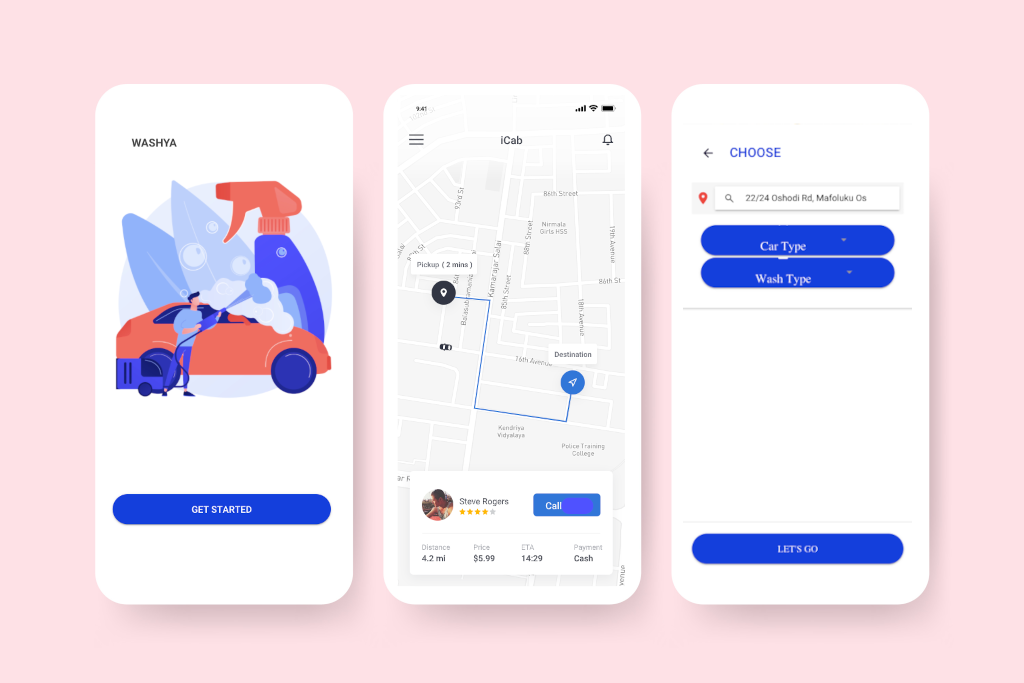 WASHYA
GET STARTED
9:41
iCab
86th Street
93rd St
Nirmala
Girls HSS
88th Street
19th Avenue
Kamarajar Salai
Pickup ( 2 mins )
86th St
85th Street
18th Avenue
Destination
16th Avenue
Kendriya
Vidyalaya
Police Training
College
Steve Rogers
Call
Distance
Price
ETA
Payment
4.2 mi
$5.99
14:29
Cash
CHOOSE
22/24 Oshodi Rd, Mafoluku Os
Car Type
Wash Type
LET'S GO